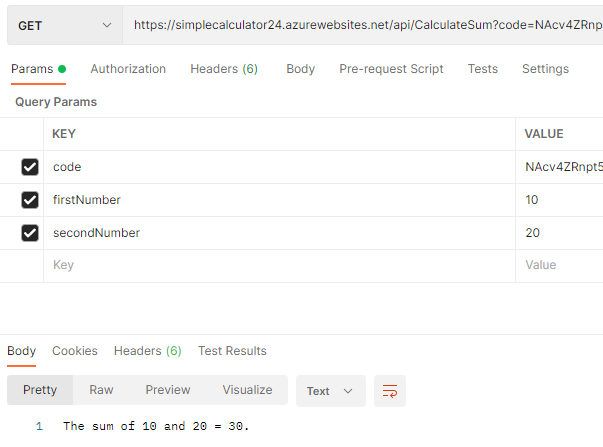 GET https://simplecalculator24.azurewebsites.net/api/CalculateSum?code=NAcv4ZRnp
Params Authorization Headers (6) Body Pre-request Script Tests Settings
Query Params
KEY VALUE
code NAcv4ZRnpt5
firstNumber 10
secondNumber 20
Key Value
Body Cookies Headers (6) Test Results
Pretty Raw Preview Visualize Text
1 The sum of 10 and 20 = 30.